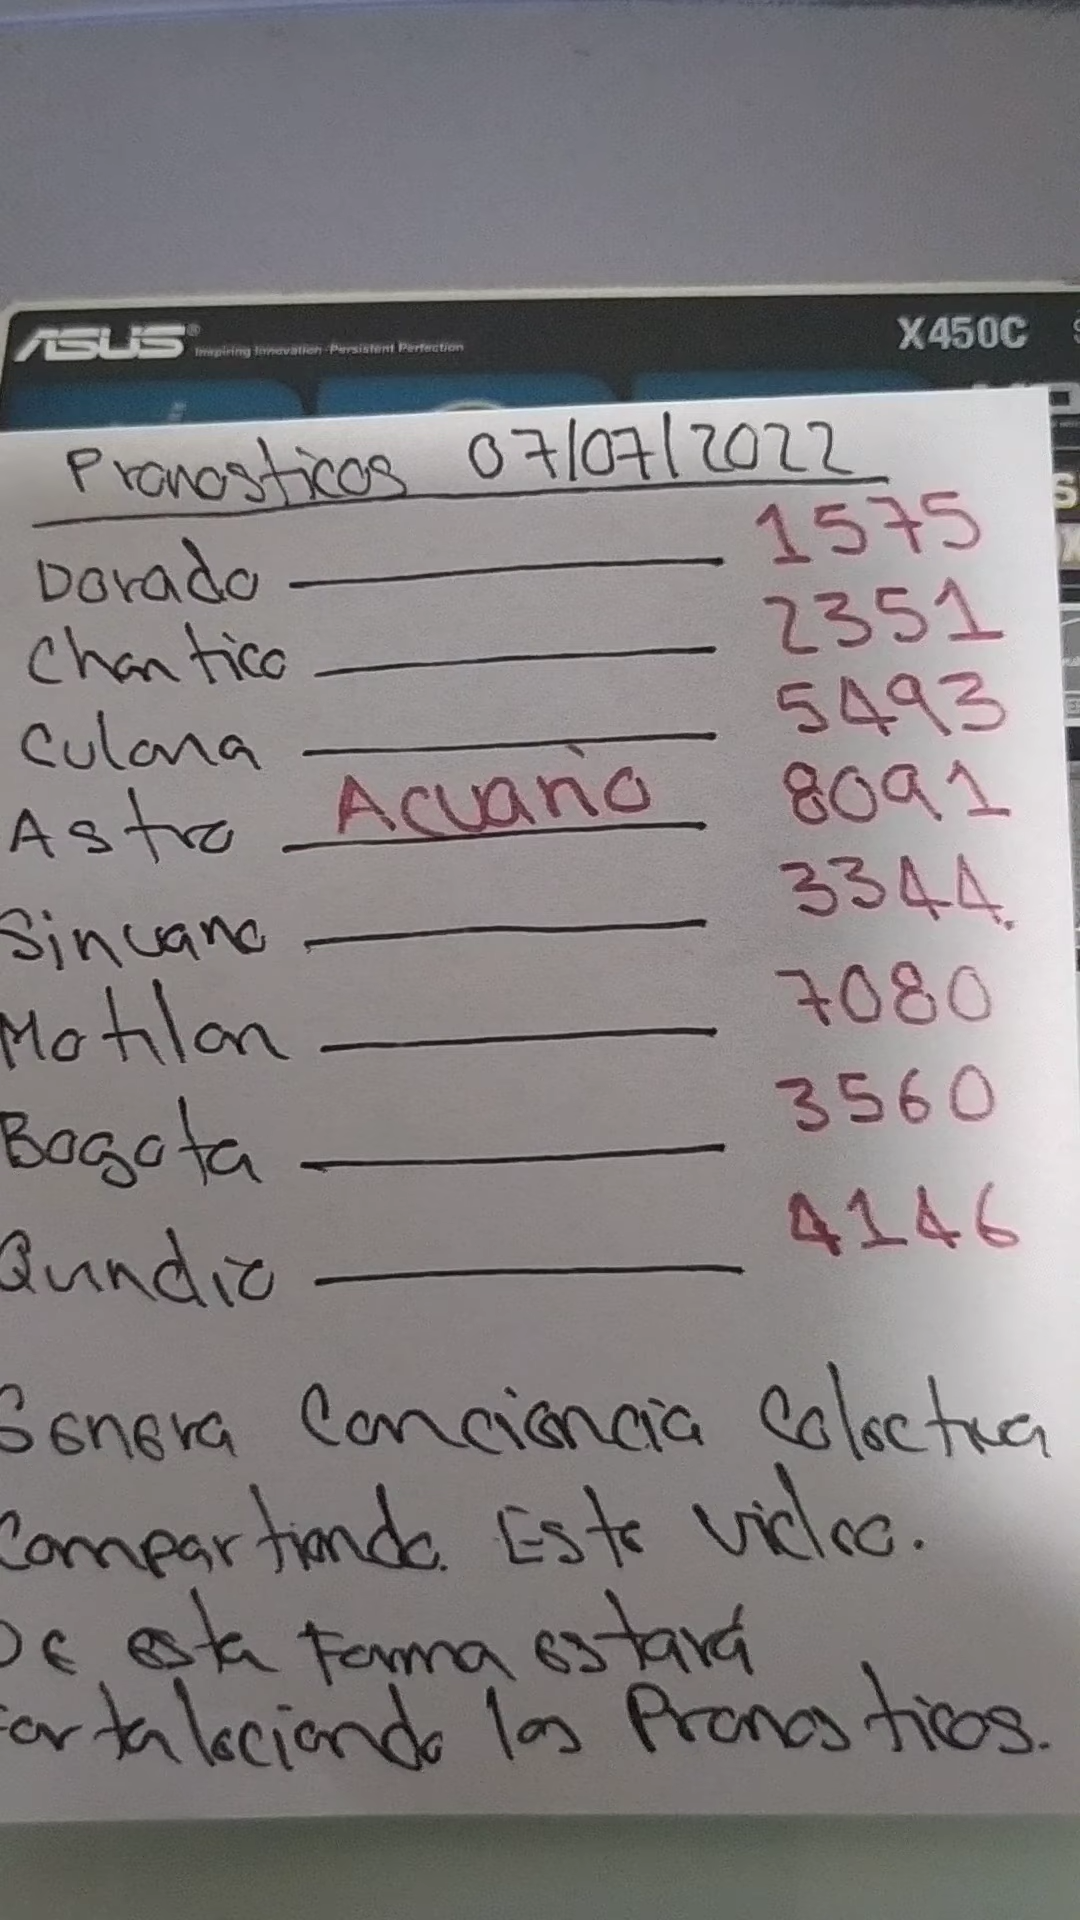 ASUS® Inspiring Innovation · Persistent Perfection X450C
Pronosticos 07/07/2022
Dorado 1575
Chontico 2351
Culona 5493
Astro Acuario 8091
Sinuano 3344.
Motilon 7080
Bogota 3560
Quindio 4146
Genera Conciencia Colectiva
Compartiendo. Este video.
De esta Forma estará
Fortaleciendo los Pronosticos.